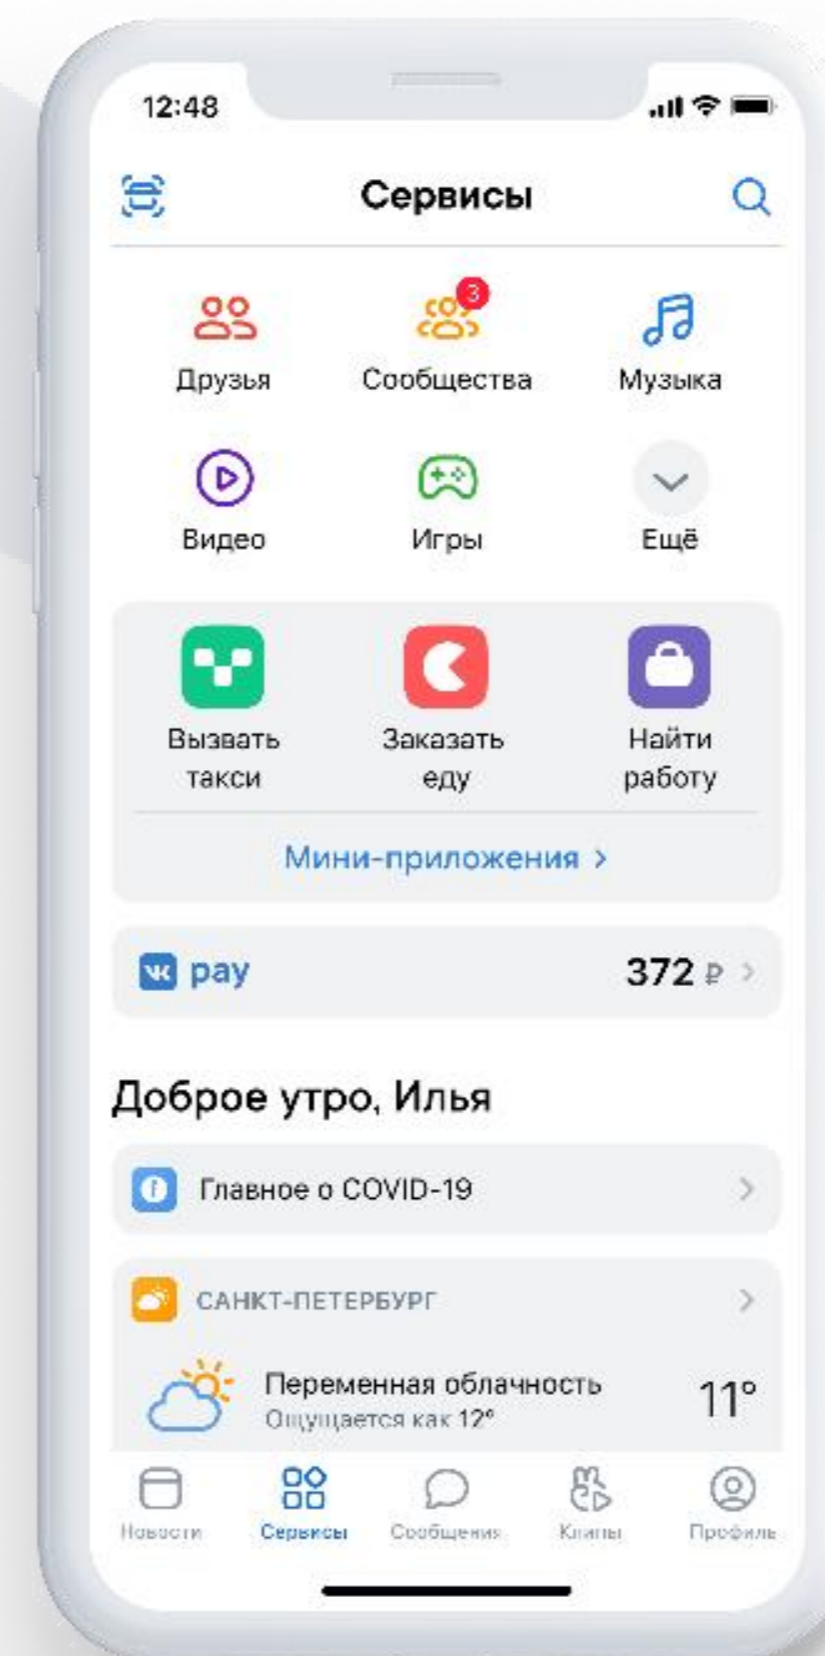 12:48
Сервисы
3
Друзья Сообщества Музыка
Видео Игры Ещё
Вызвать такси
Заказать еду
Найти работу
Мини-приложения
VK pay 372 ₽
Доброе утро, Илья
Главное о COVID-19
САНКТ-ПЕТЕРБУРГ
Переменная облачность 11°
Ощущается как 12°
Новости Сервисы Сообщения Клипы Профиль